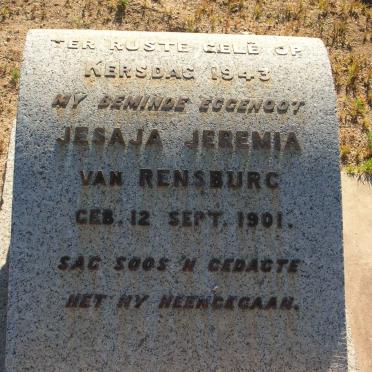 TER RUSTE GELÊ OP
KERSDAG 1943
MY BEMINDE EGGENOOT
JESAJA JEREMIA
VAN RENSBURG
GEB. 12 SEPT. 1901.
SAG SOOS 'N GEDAGTE
HET HY HEENGEGAAN.